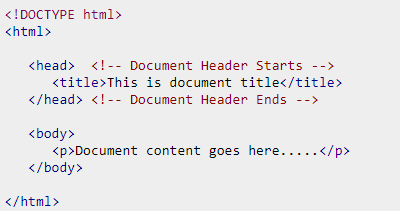 <!DOCTYPE html>
<html>
<head> <!-- Document Header Starts -->
<title>This is document title</title>
</head> <!-- Document Header Ends -->
<body>
<p>Document content goes here.....</p>
</body>
</html>